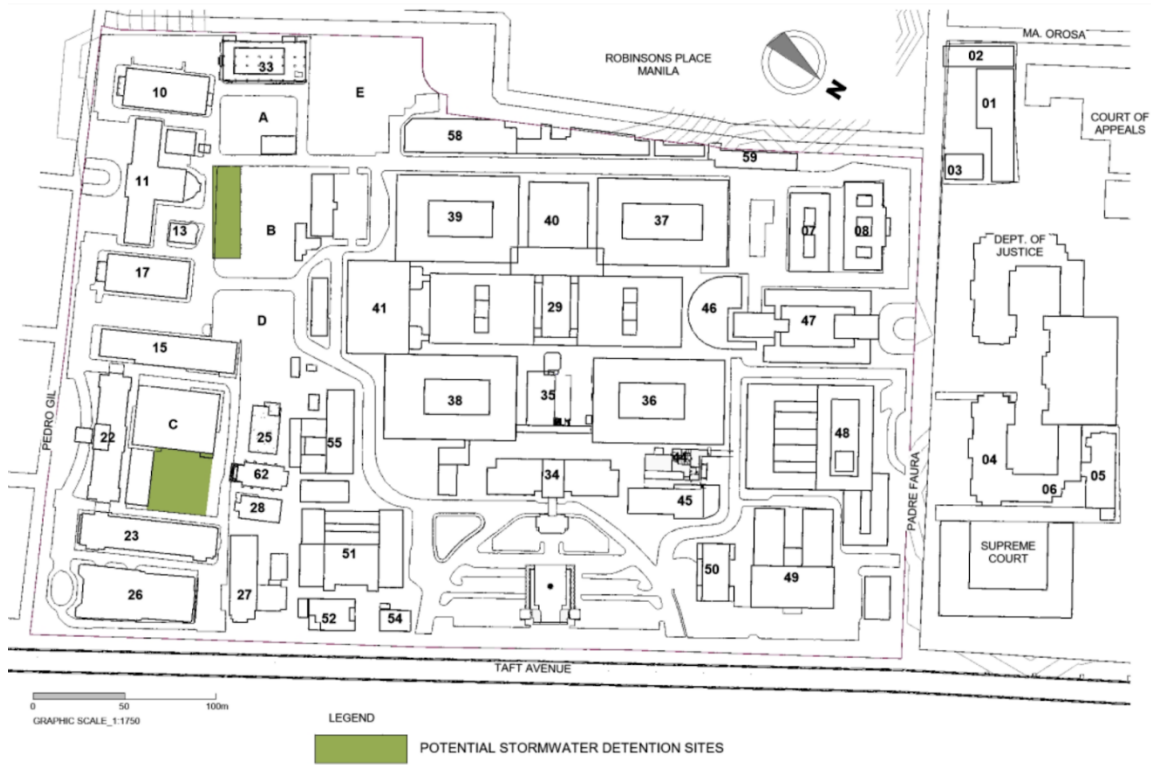 MA. OROSA
02
ROBINSONS PLACE
MANILA
33
10
E
01
A
N
COURT OF
APPEALS
58
59
03
11
39
40
37
13
B
07
08
DEPT. OF
JUSTICE
17
41
29
46
47
D
15
38
35
36
PEDRO GIL
C
22
25
55
48
62
34
44
04
05
06
45
28
PADRE FAURA
23
51
SUPREME
COURT
50
49
26
27
52
54
TAFT AVENUE
0
50
100m
GRAPHIC SCALE_1:1750
LEGEND
POTENTIAL STORMWATER DETENTION SITES